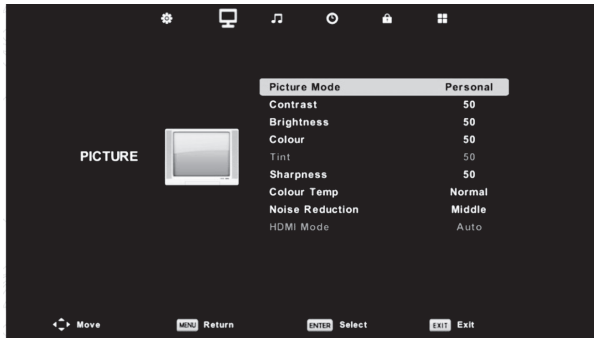 PICTURE
Picture Mode Personal
Contrast 50
Brightness 50
Colour 50
Tint 50
Sharpness 50
Colour Temp Normal
Noise Reduction Middle
HDMI Mode Auto
Move MENU Return ENTER Select EXIT Exit